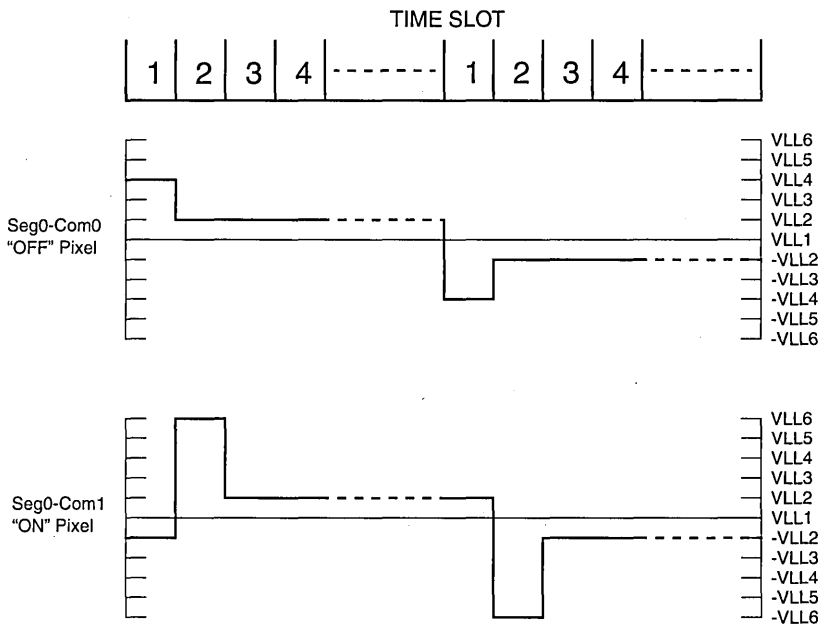 TIME SLOT
1 2 3 4 1 2 3 4
VLL6
VLL5
VLL4
VLL3
VLL2
VLL1
-VLL2
-VLL3
-VLL4
-VLL5
-VLL6
Seg0-Com0
"OFF" Pixel
VLL6
VLL5
VLL4
VLL3
VLL2
VLL1
-VLL2
-VLL3
-VLL4
-VLL5
-VLL6
Seg0-Com1
"ON" Pixel